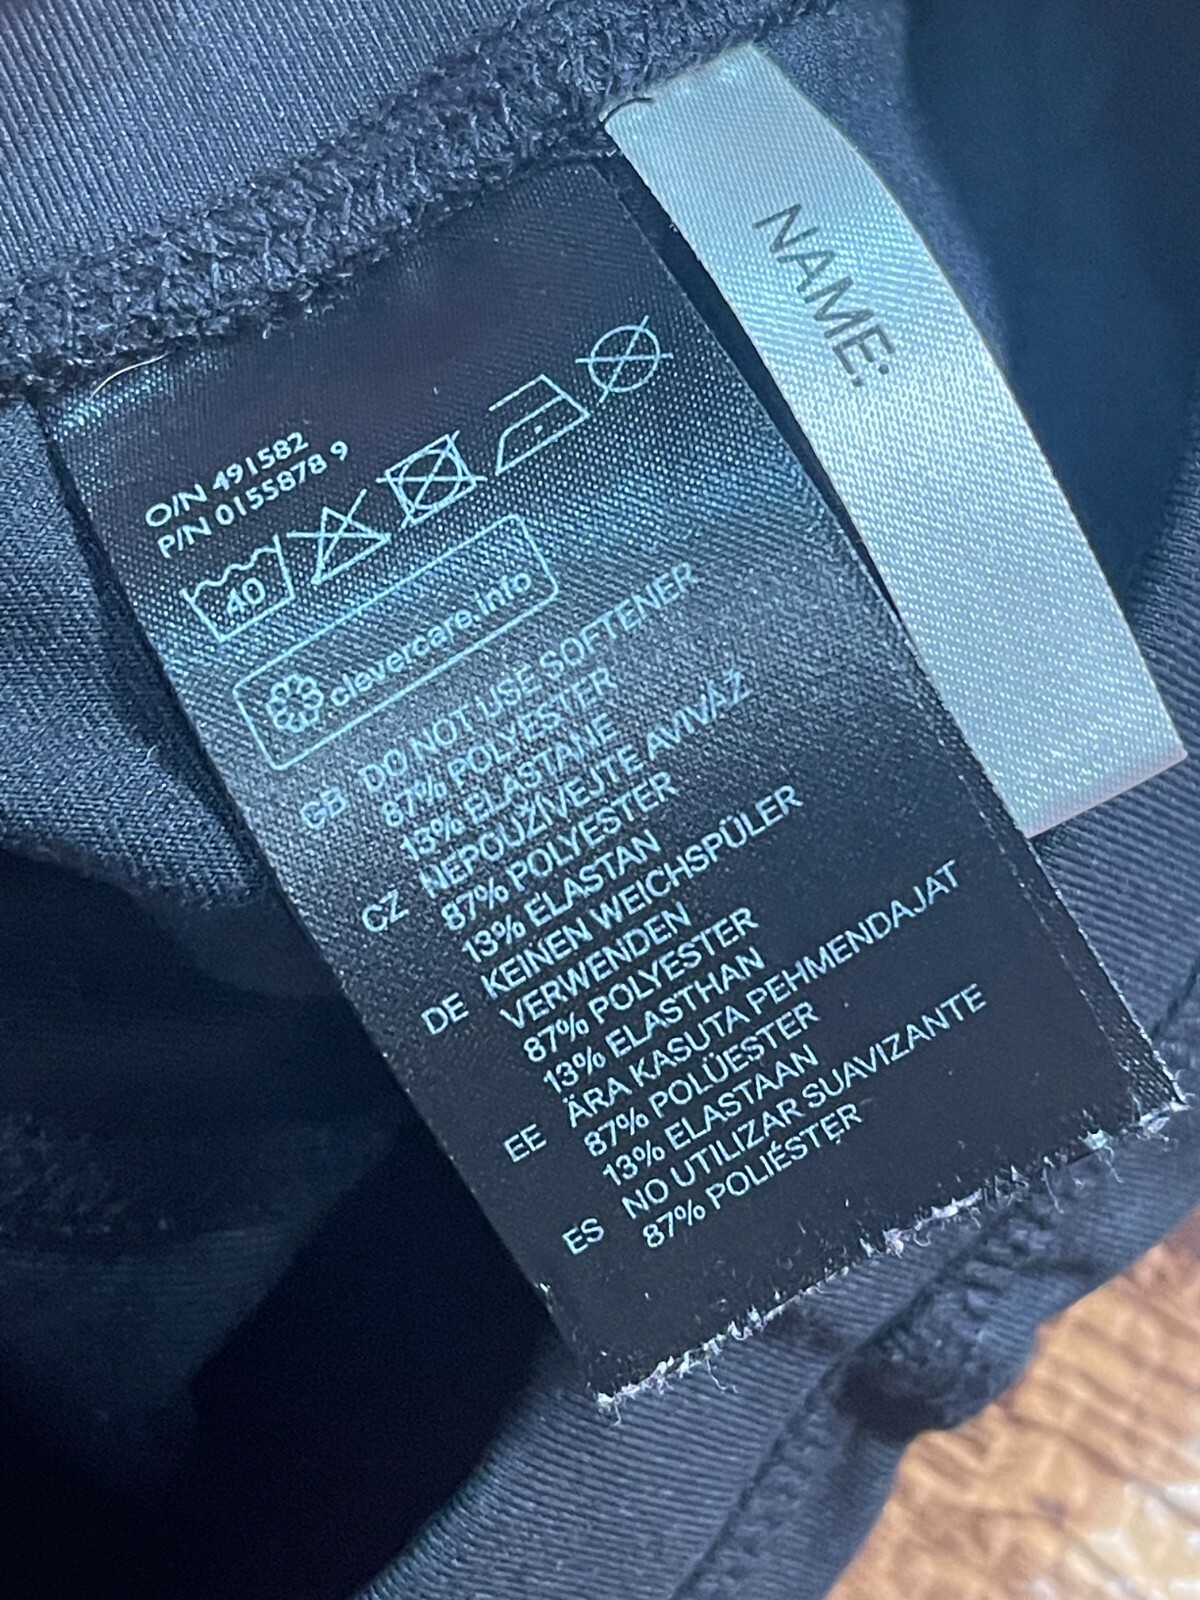 NAME:
O/N 491582
P/N 0155878 9
40
clevercare.info
GB DO NOT USE SOFTENER
87% POLYESTER
13% ELASTANE
CZ NEPOUŽÍVEJTE AVIVÁŽ
87% POLYESTER
13% ELASTAN
DE KEINEN WEICHSPÜLER
VERWENDEN
87% POLYESTER
13% ELASTHAN
EE ÄRA KASUTA PEHMENDAJAT
87% POLÜESTER
13% ELASTAAN
ES NO UTILIZAR SUAVIZANTE
87% POLIÉSTER